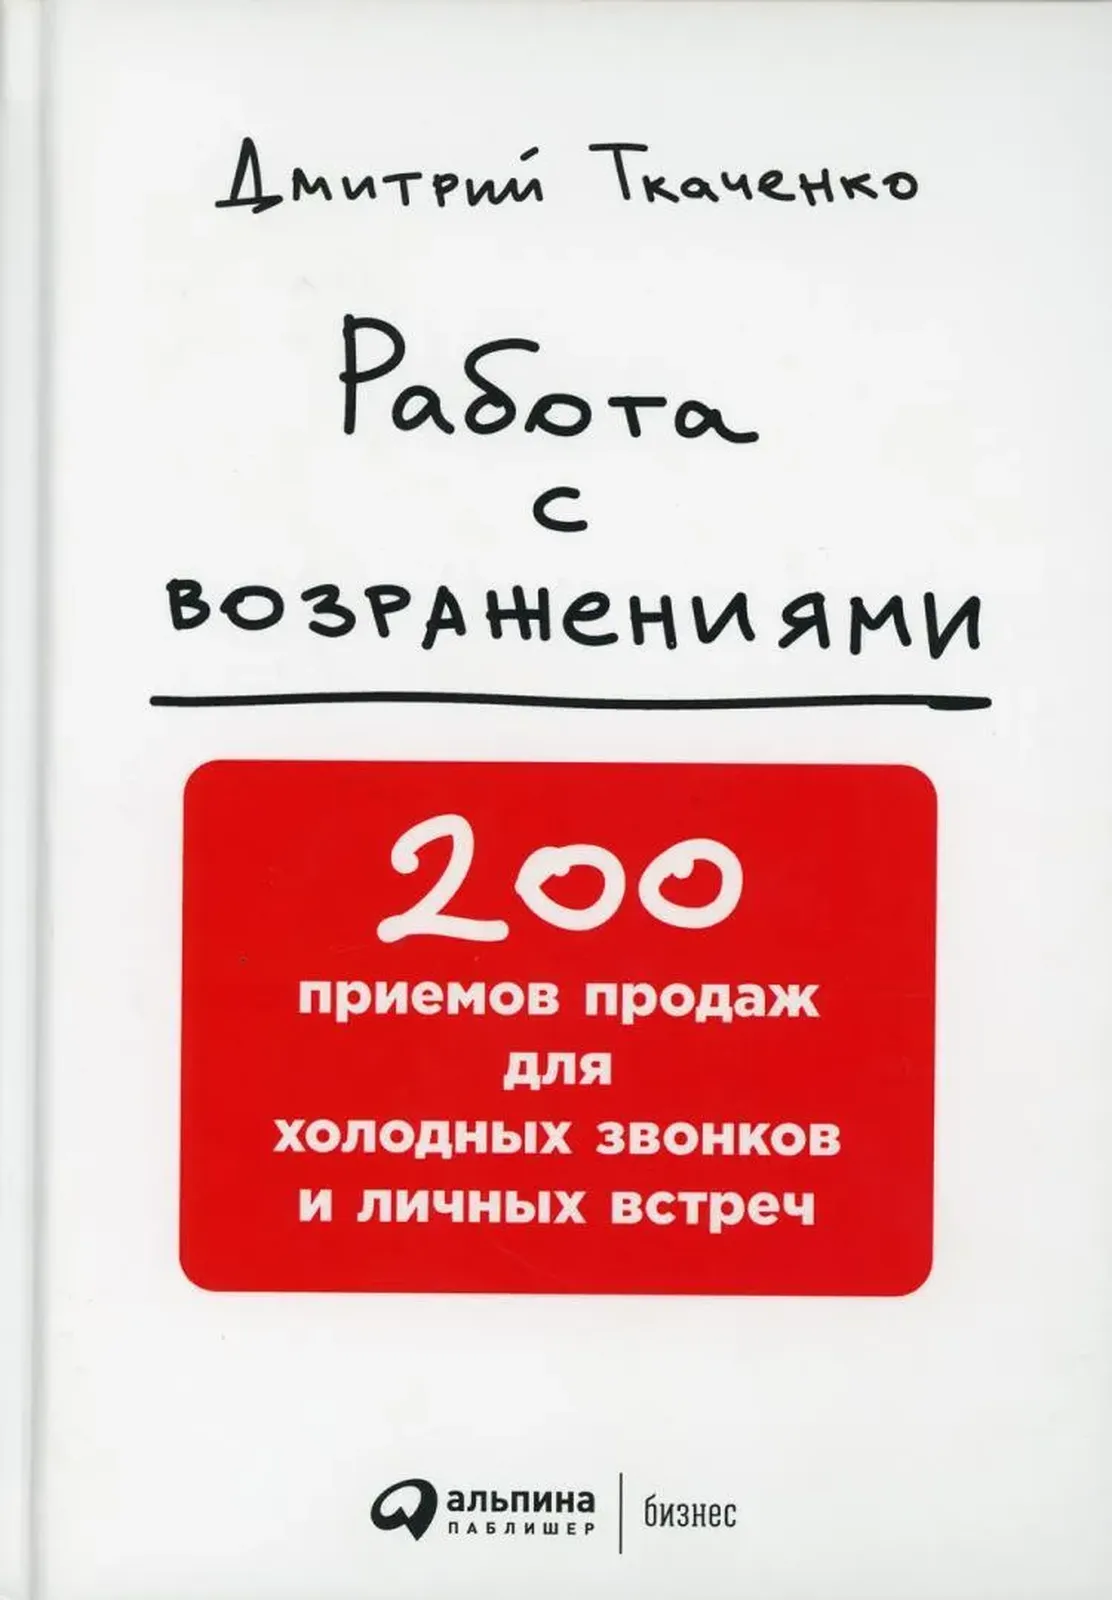 Дмитрий Ткаченко
Работа
с
возражениями
200
приемов продаж
для
холодных звонков
и личных встреч
альпина
ПАБЛИШЕР
бизнес